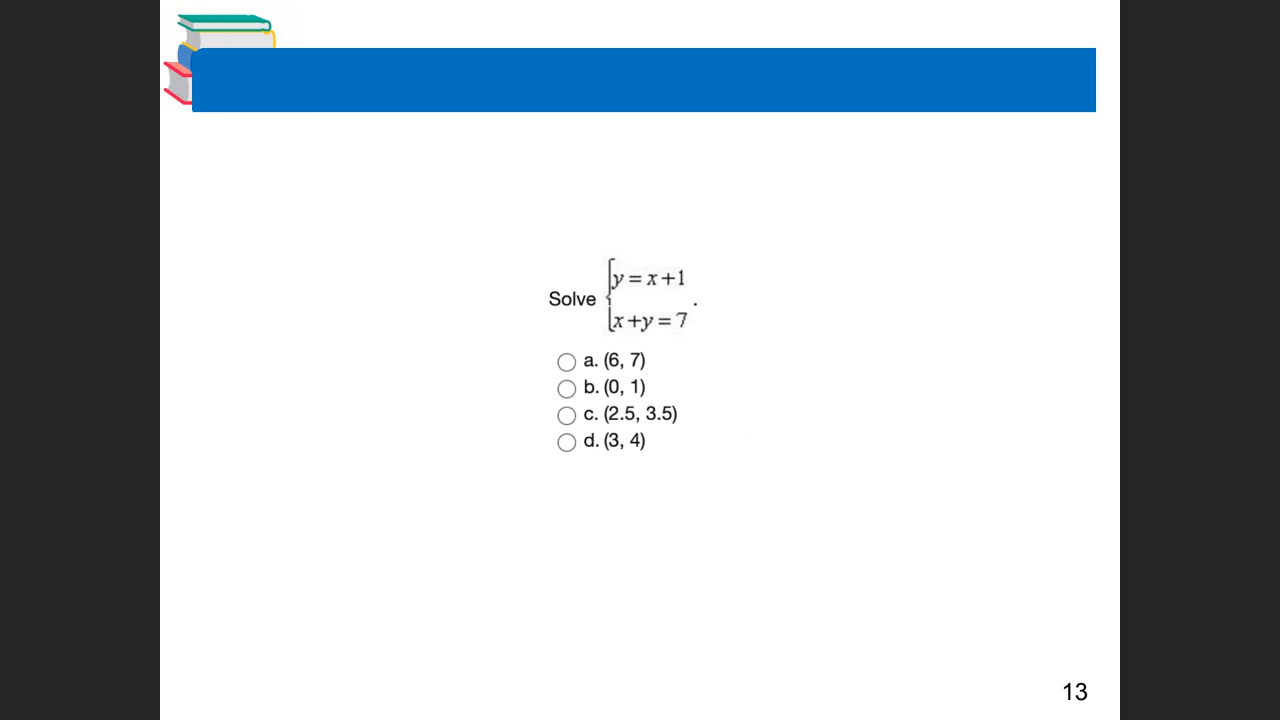 Solve { y = x+1
x+y = 7 .
a. (6, 7)
b. (0, 1)
c. (2.5, 3.5)
d. (3, 4)
13